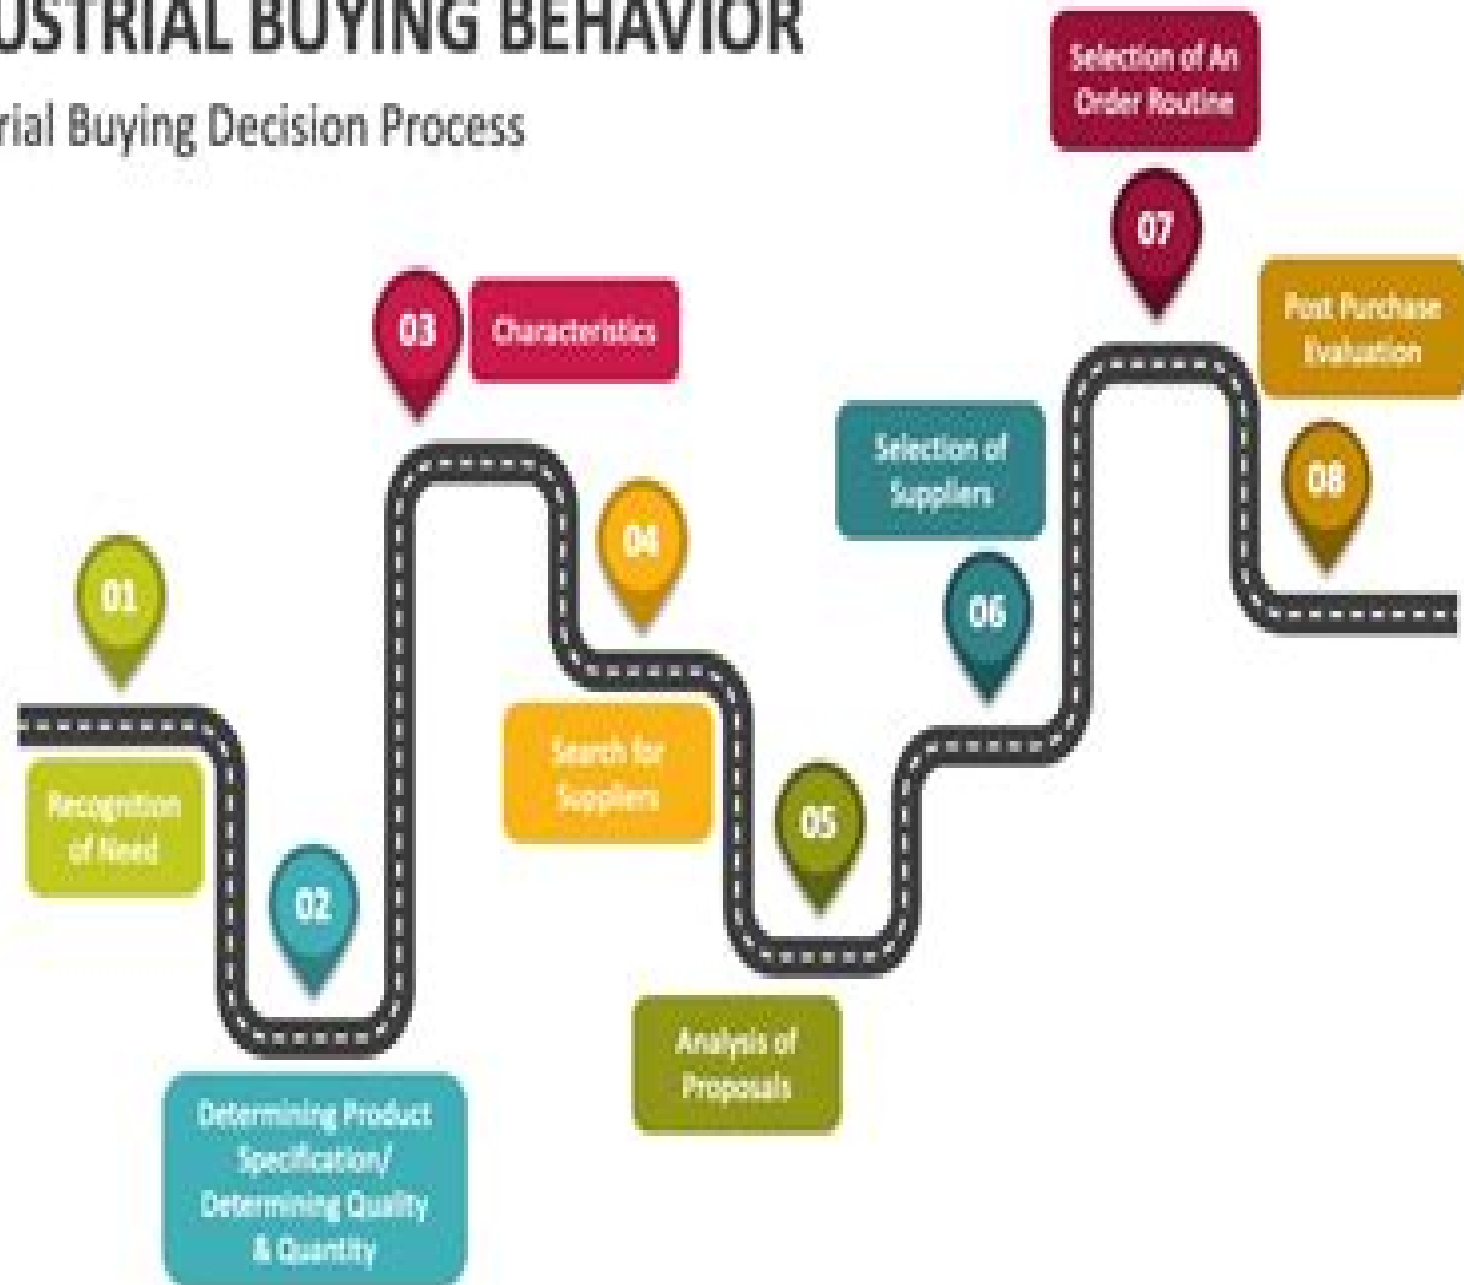 USTRIAL BUYING BEHAVIOR
rial Buying Decision Process
01
Recognition
of Need
02
Determining Product
Specification/
Determining Quality
& Quantity
03
Characteristics
04
Search for
Suppliers
05
Analysis of
Proposals
06
Selection of
Suppliers
07
Selection of An
Order Routine
08
Post Purchase
Evaluation